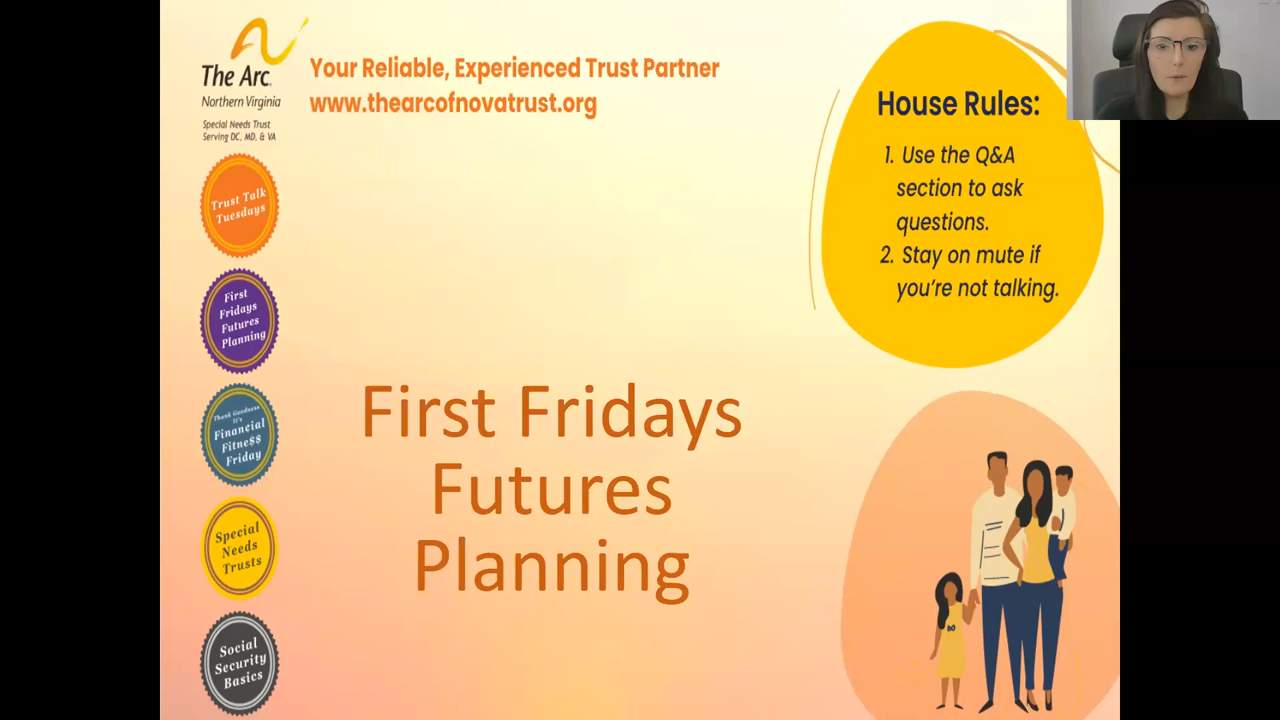 The Arc.
Northern Virginia
Special Needs Trust
Serving DC, MD, & VA
Your Reliable, Experienced Trust Partner
www.thearcofnovatrust.org
House Rules:
1. Use the Q&A
section to ask
questions.
2. Stay on mute if
you're not talking.
Trust Talk
Tuesdays
First
Fridays
Futures
Planning
Thank Goodness
It's
Financial
Fitne$$
Friday
Special
Needs
Trusts
Social
Security
Basics
First Fridays
Futures
Planning